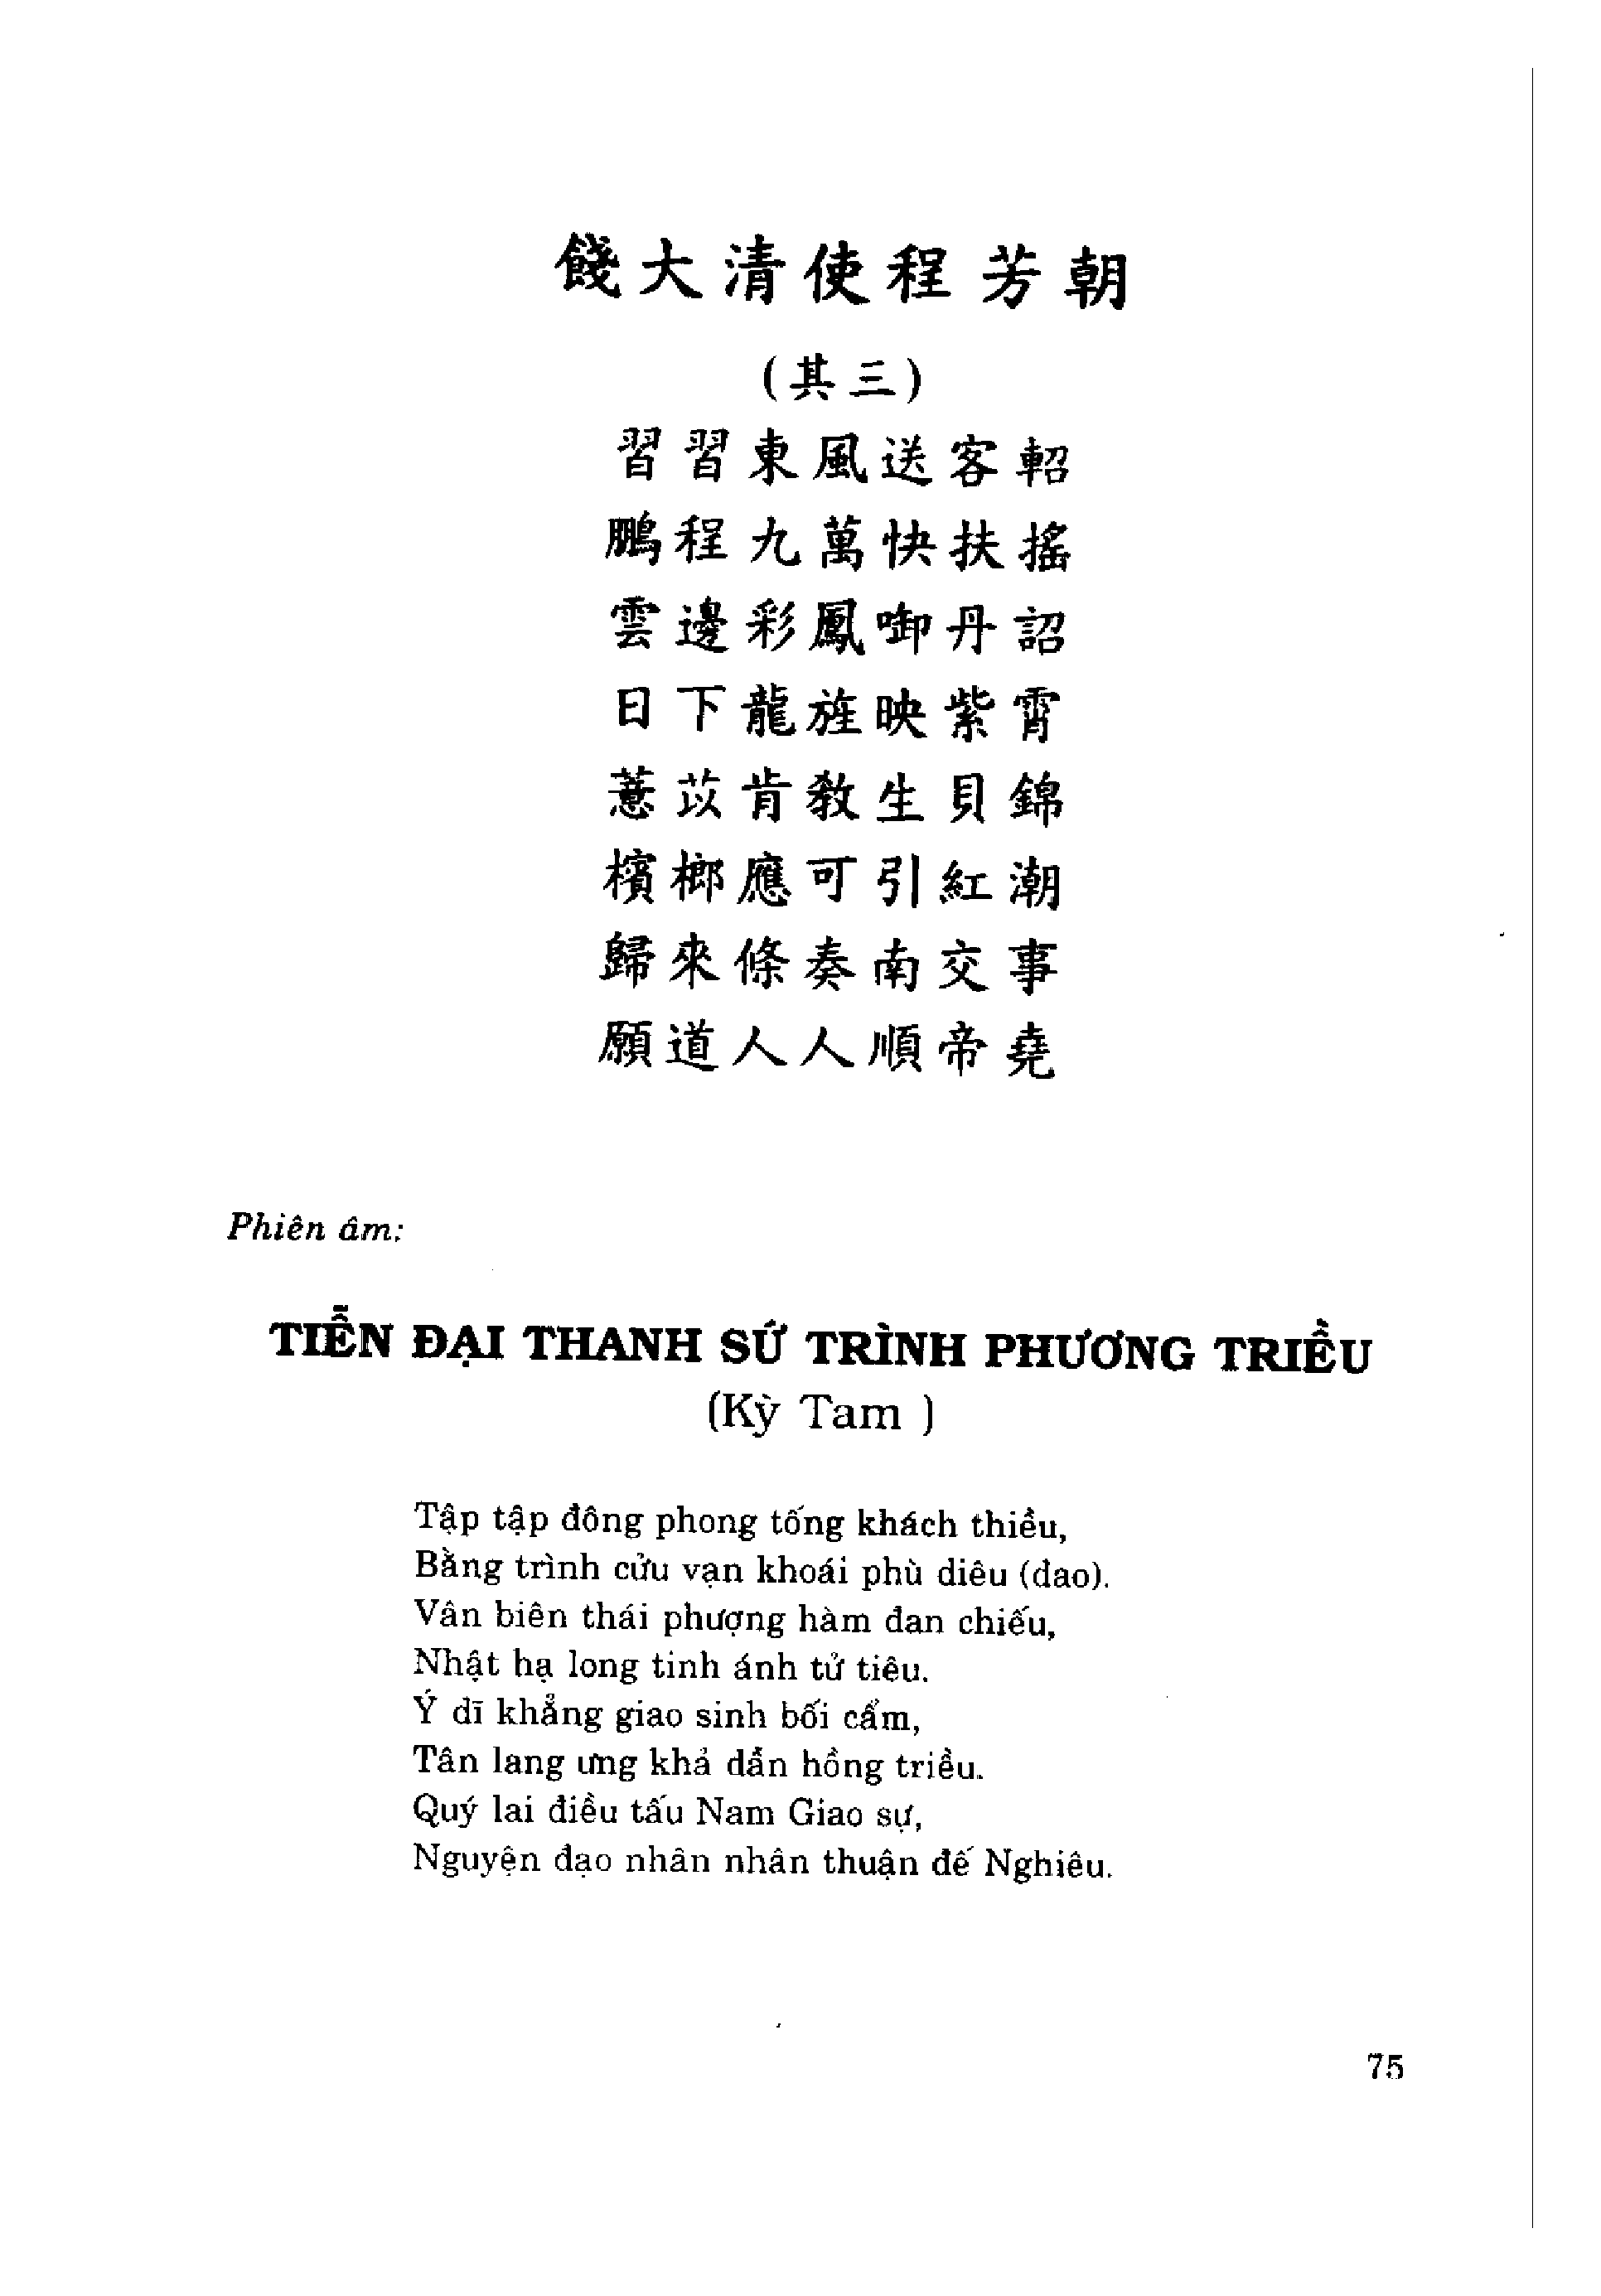 餞大清使程芳朝
(其三)
習習東風送客軺
鵬程九萬快扶搖
雲邊彩鳳啣丹詔
日下龍旌映紫霄
薏苡肯教生貝錦
檳榔應可引紅潮
歸來條奏南交事
願道人人順帝堯
Phiên âm:
TIỄN ĐẠI THANH SỨ TRÌNH PHƯƠNG TRIỀU
(Kỳ Tam )
Tập tập đông phong tống khách thiều,
Bằng trình cửu vạn khoái phù diêu (dao).
Vân biên thái phượng hàm đan chiếu,
Nhật hạ long tinh ánh tử tiêu.
Ý dĩ khẳng giao sinh bối cẩm,
Tân lang ưng khả dẫn hồng triều.
Quý lai điều tấu Nam Giao sự,
Nguyện đạo nhân nhân thuận đế Nghiêu.
75